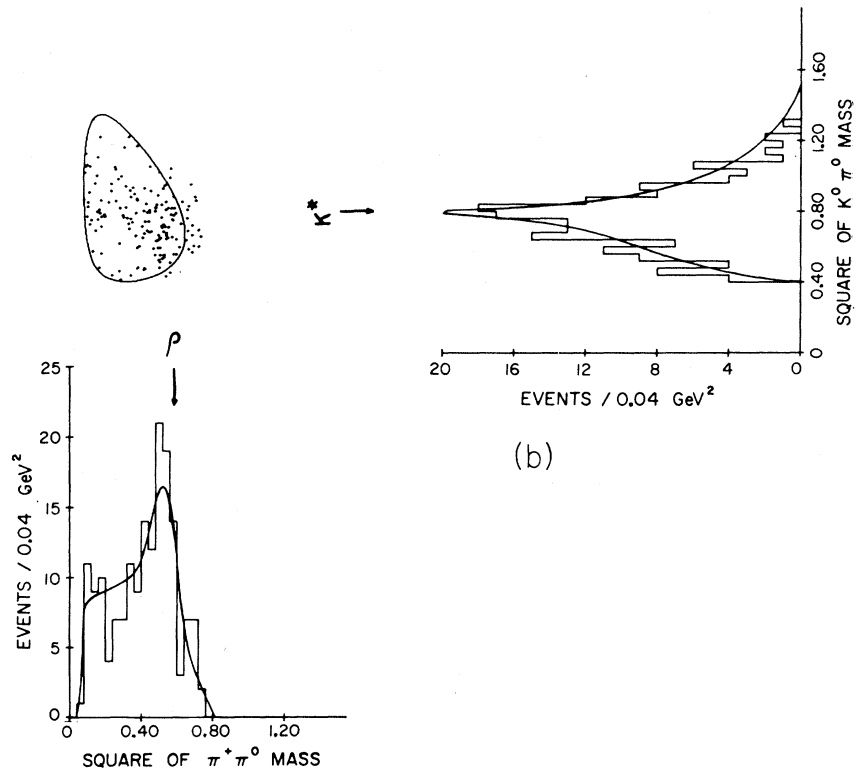 K*
1.60
1.20
0.80
0.40
0
SQUARE OF K⁰π⁰ MASS
20 16 12 8 4 0
EVENTS / 0.04 GeV²
(b)
ρ
25
20
15
10
5
0
EVENTS / 0.04 GeV²
0 0.40 0.80 1.20
SQUARE OF π⁺π⁰ MASS